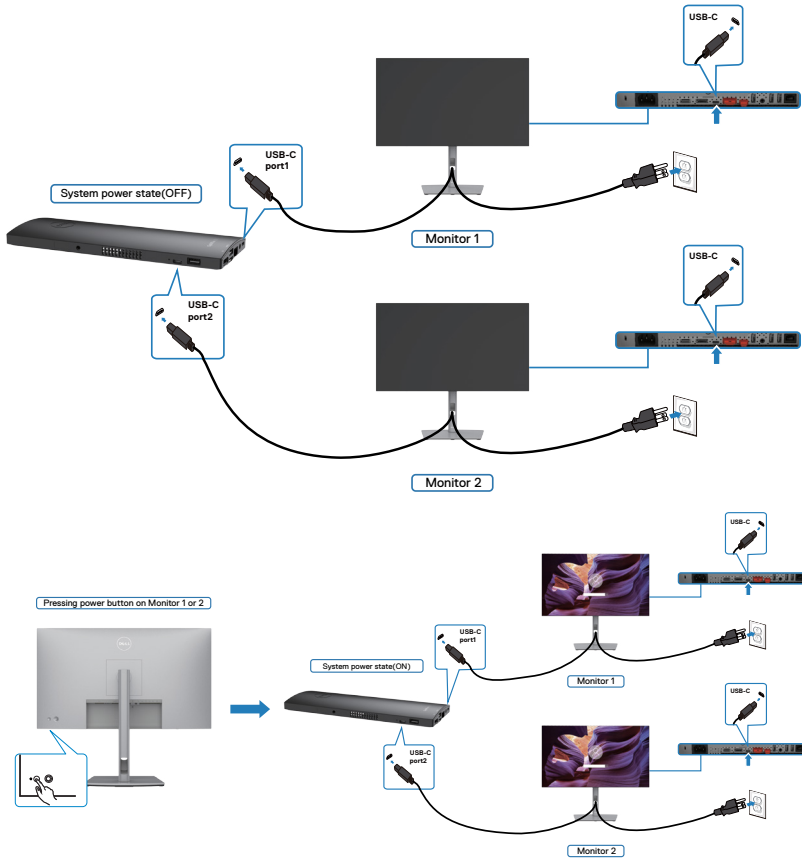 USB-C
USB-C
port1
System power state(OFF)
Monitor 1
USB-C
USB-C
port2
Monitor 2
USB-C
Pressing power button on Monitor 1 or 2
DELL
USB-C
port1
System power state(ON)
Monitor 1
USB-C
USB-C
port2
Monitor 2